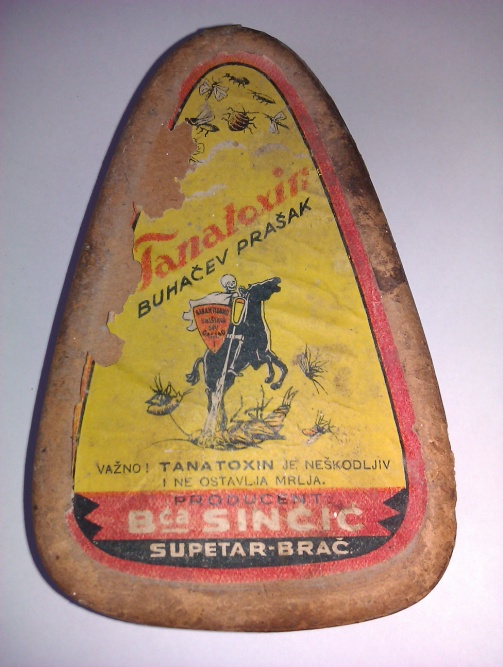 Tanatoxin
BUHAČEV PRAŠAK
VAŽNO! TANATOXIN JE NEŠKODLJIV
I NE OSTAVLJA MRLJA.
PRODUCENT:
Bća SINČIĆ
SUPETAR-BRAČ